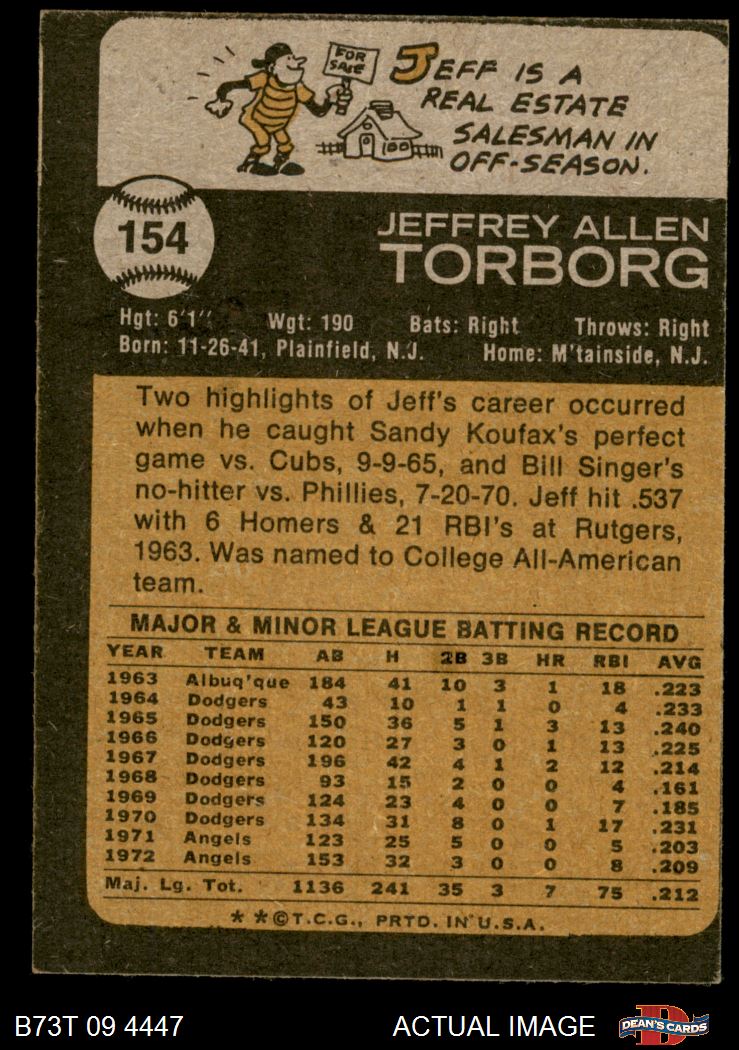 FOR
SALE
JEFF IS A
REAL ESTATE
SALESMAN IN
OFF-SEASON.
154
JEFFREY ALLEN
TORBORG
Hgt: 6'1" Wgt: 190 Bats: Right Throws: Right
Born: 11-26-41, Plainfield, N.J. Home: M'tainside, N.J.
Two highlights of Jeff's career occurred
when he caught Sandy Koufax's perfect
game vs. Cubs, 9-9-65, and Bill Singer's
no-hitter vs. Phillies, 7-20-70. Jeff hit .537
with 6 Homers & 21 RBI's at Rutgers,
1963. Was named to College All-American
team.
MAJOR & MINOR LEAGUE BATTING RECORD
YEAR TEAM AB H 2B 3B HR RBI AVG
1963 Albuq'que 184 41 10 3 1 18 .223
1964 Dodgers 43 10 1 1 0 4 .233
1965 Dodgers 150 36 5 1 3 13 .240
1966 Dodgers 120 27 3 0 1 13 .225
1967 Dodgers 196 42 4 1 2 12 .214
1968 Dodgers 93 15 2 0 0 4 .161
1969 Dodgers 124 23 4 0 0 7 .185
1970 Dodgers 134 31 8 0 1 17 .231
1971 Angels 123 25 5 0 0 5 .203
1972 Angels 153 32 3 0 0 8 .209
Maj. Lg. Tot. 1136 241 35 3 7 75 .212
* * © T.C.G., PRTD. IN U.S.A.
B73T 09 4447 ACTUAL IMAGE D DEAN'S CARDS